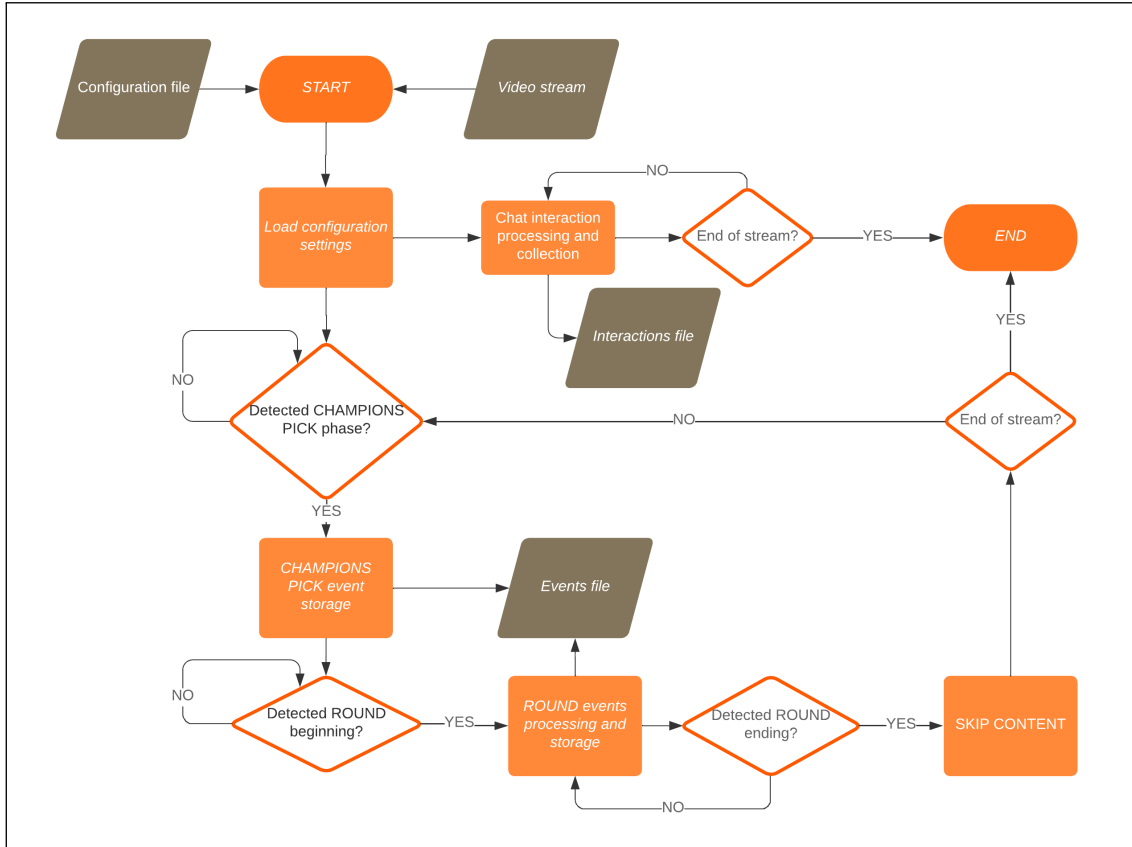 Configuration file
START
Video stream
NO
Load configuration
settings
Chat interaction
processing and
collection
End of stream?
YES
END
Interactions file
YES
NO
Detected CHAMPIONS
PICK phase?
NO
End of stream?
YES
CHAMPIONS
PICK event
storage
Events file
NO
Detected ROUND
beginning?
YES
ROUND events
processing and
storage
Detected ROUND
ending?
YES
SKIP CONTENT
NO